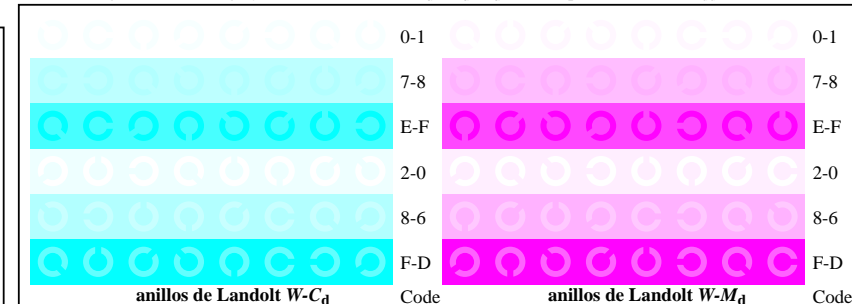 0-1 0-1
7-8 7-8
E-F E-F
2-0 2-0
8-6 8-6
F-D F-D
anillos de Landolt W-Cd Code anillos de Landolt W-Md Code